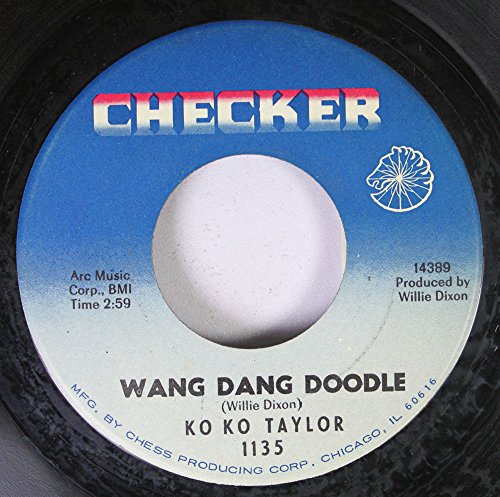 CHECKER
Arc Music
Corp., BMI
Time 2:59
14389
Produced by
Willie Dixon
WANG DANG DOODLE
(Willie Dixon)
KO KO TAYLOR
1135
MFG. BY CHESS PRODUCING CORP. CHICAGO, IL 60616